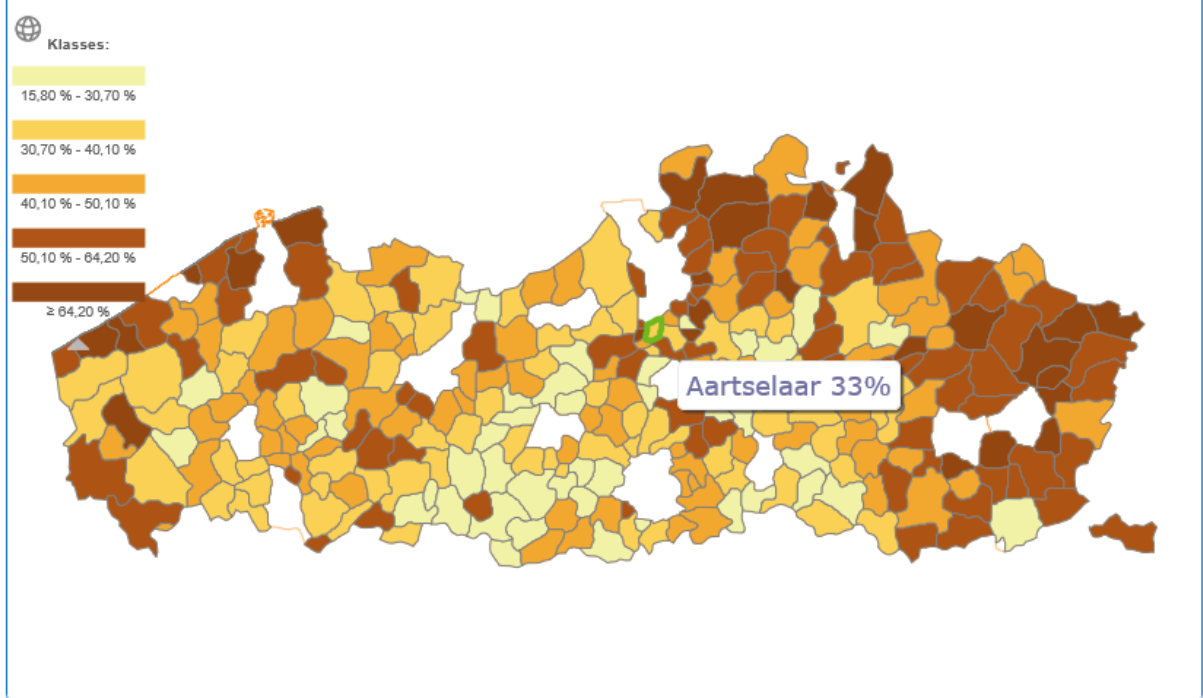 Klasses:
15,80 % - 30,70 %
30,70 % - 40,10 %
40,10 % - 50,10 %
50,10 % - 64,20 %
≥ 64,20 %
Aartselaar 33%